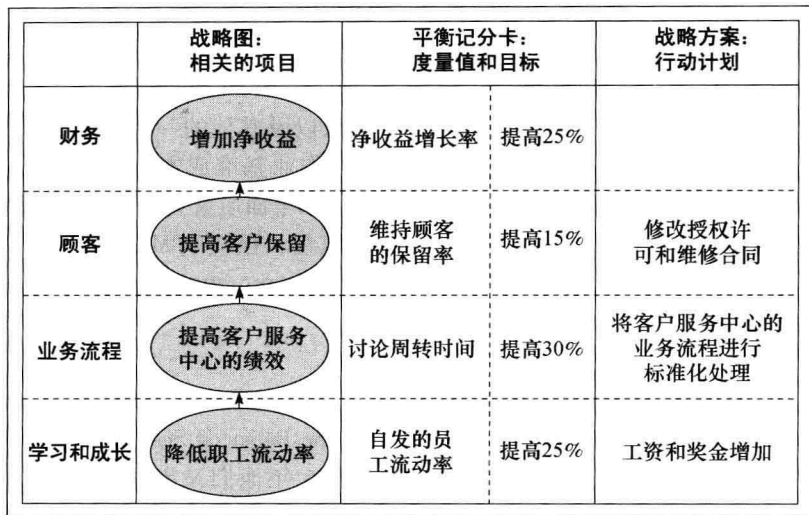 战略图：
相关的项目
平衡记分卡：
度量值和目标
战略方案：
行动计划
财务
增加净收益
净收益增长率
提高25%
顾客
提高客户保留
维持顾客
的保留率
提高15%
修改授权许
可和维修合同
业务流程
提高客户服务
中心的绩效
讨论周转时间
提高30%
将客户服务中心的
业务流程进行
标准化处理
学习和成长
降低职工流动率
自发的员
工流动率
提高25%
工资和奖金增加